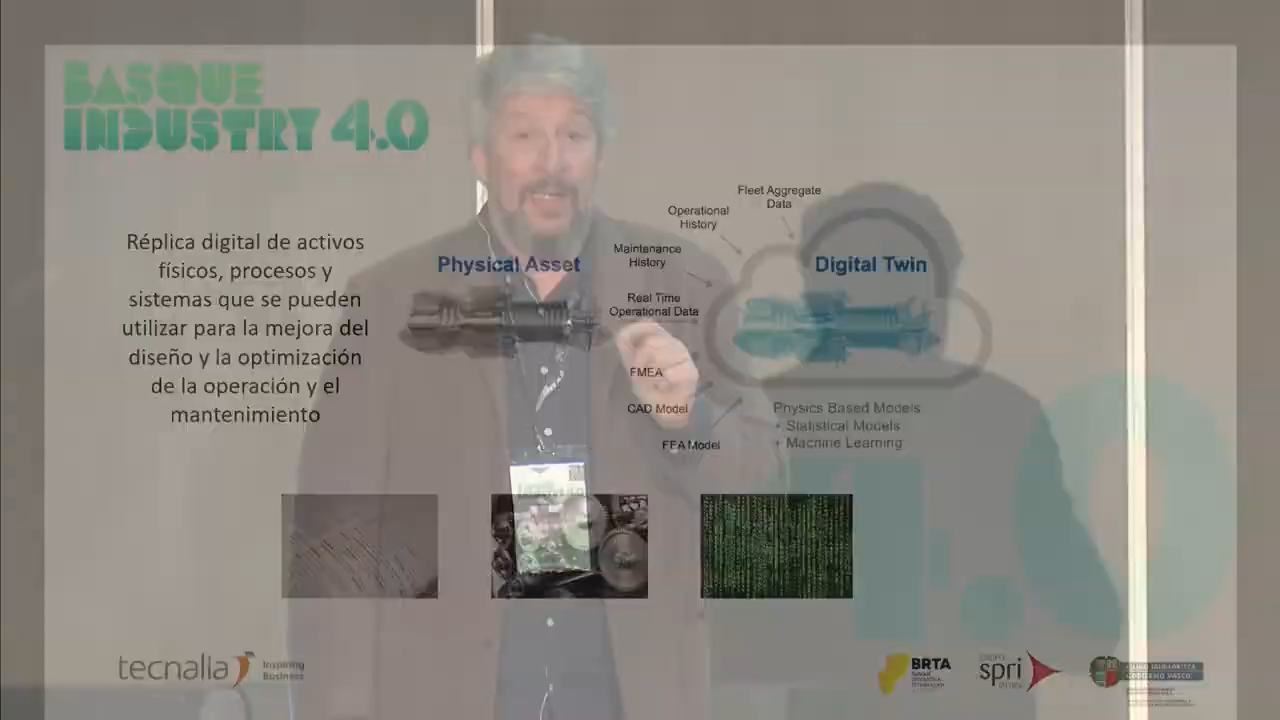 BASQUE
INDUSTRY 4.0
Réplica digital de activos
físicos, procesos y
sistemas que se pueden
utilizar para la mejora del
diseño y la optimización
de la operación y el
mantenimiento
Physical Asset
Fleet Aggregate
Data
Operational
History
Maintenance
History
Real Time
Operational Data
FMEA
CAD Model
FEA Model
Digital Twin
Physics Based Models
• Statistical Models
• Machine Learning
tecnalia
Inspiring
Business
BRTA
spri
GOBIERNO VASCO